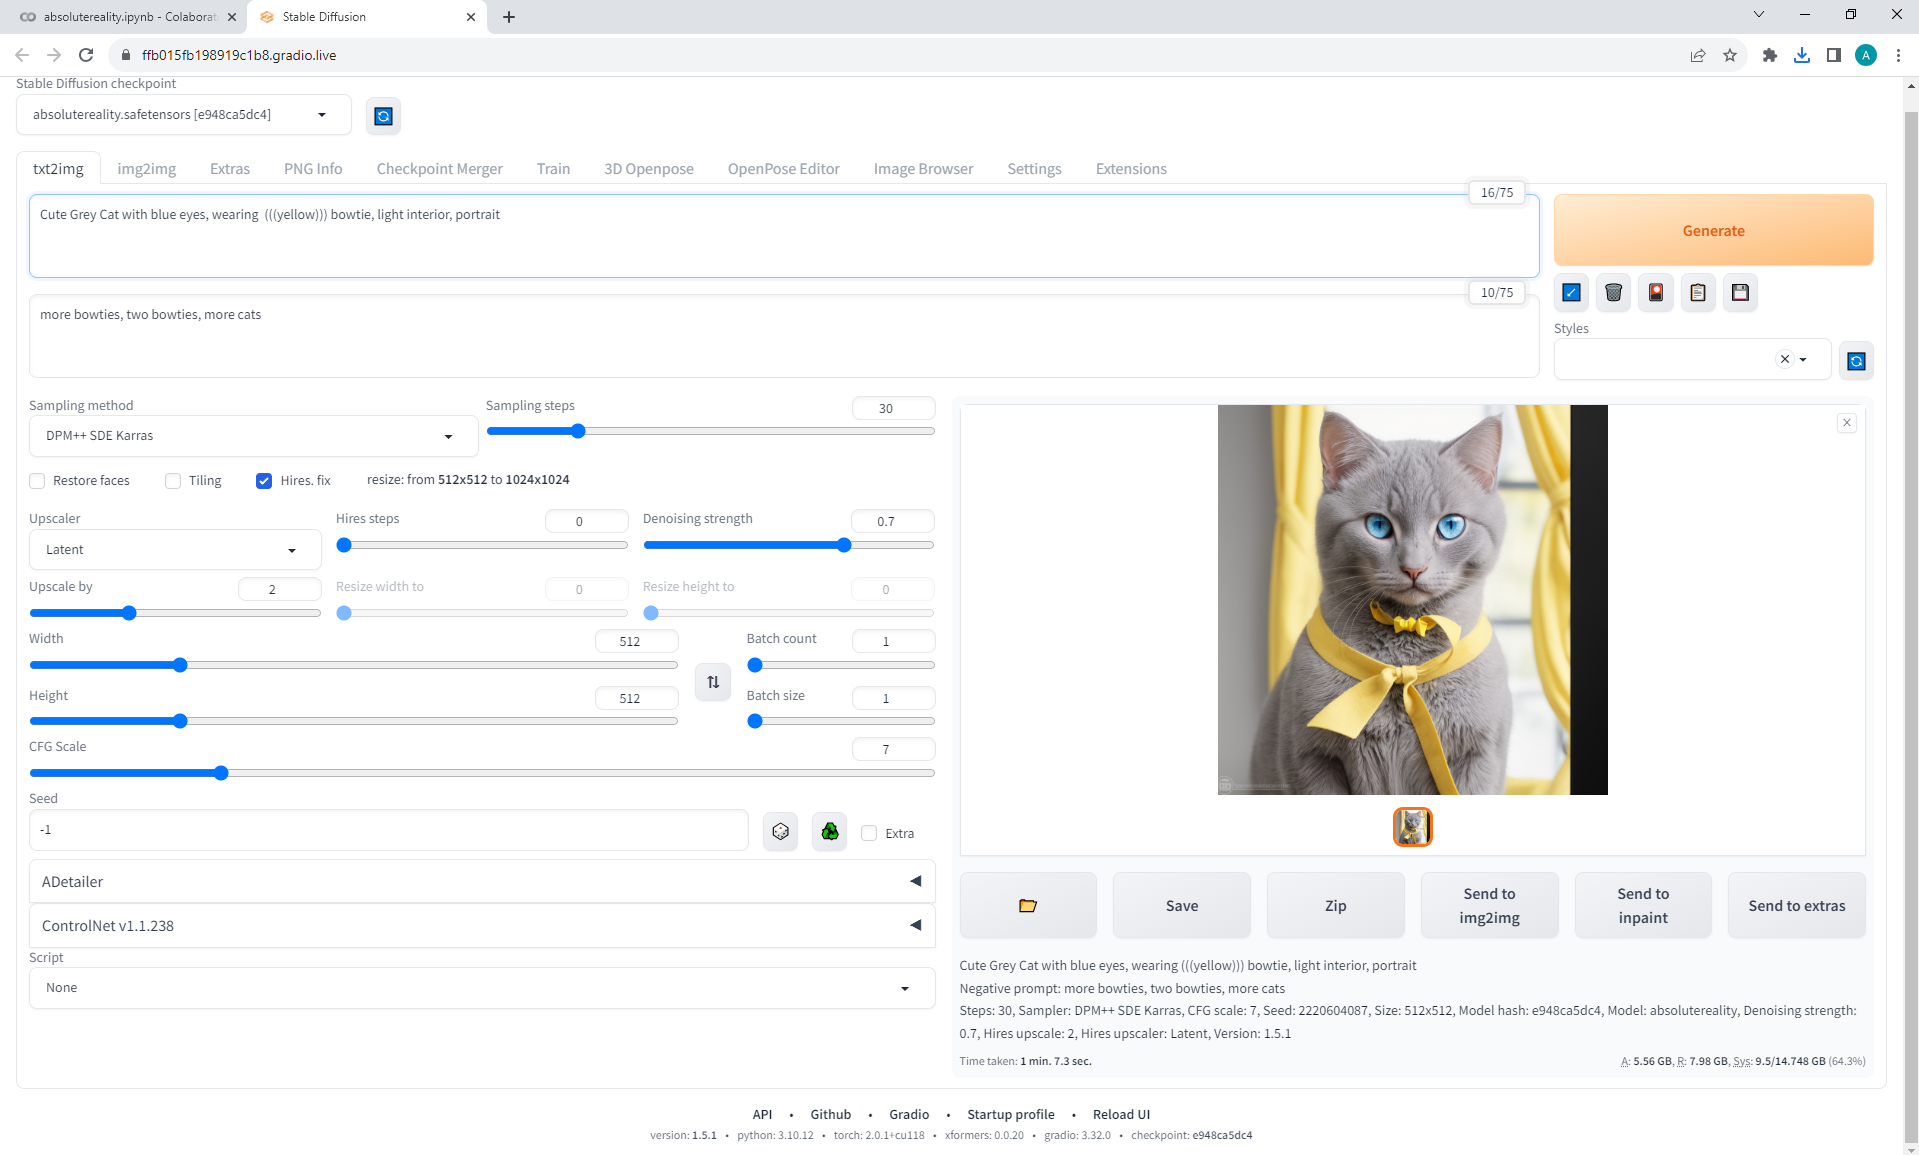 absolutereality.ipynb - Colaborat
Stable Diffusion
ffb015fb198919c1b8.gradio.live
A
Stable Diffusion checkpoint
absolutereality.safetensors [e948ca5dc4]
txt2img img2img Extras PNG Info Checkpoint Merger Train 3D Openpose OpenPose Editor Image Browser Settings Extensions
16/75
Cute Grey Cat with blue eyes, wearing (((yellow))) bowtie, light interior, portrait
Generate
10/75
more bowties, two bowties, more cats
Styles
Sampling method
DPM++ SDE Karras
Sampling steps 30
Restore faces Tiling Hires. fix resize: from 512x512 to 1024x1024
Upscaler
Latent
Hires steps 0
Denoising strength 0.7
Upscale by 2
Resize width to 0
Resize height to 0
Width 512
Batch count 1
Height 512
Batch size 1
CFG Scale 7
Seed
-1
Extra
ADetailer
ControlNet v1.1.238
Script
None
Save
Zip
Send to
img2img
Send to
inpaint
Send to extras
Cute Grey Cat with blue eyes, wearing (((yellow))) bowtie, light interior, portrait
Negative prompt: more bowties, two bowties, more cats
Steps: 30, Sampler: DPM++ SDE Karras, CFG scale: 7, Seed: 2220604087, Size: 512x512, Model hash: e948ca5dc4, Model: absolutereality, Denoising strength:
0.7, Hires upscale: 2, Hires upscaler: Latent, Version: 1.5.1
Time taken: 1 min. 7.3 sec.
A: 5.56 GB, R: 7.98 GB, Sys: 9.5/14.748 GB (64.3%)
API • Github • Gradio • Startup profile • Reload UI
version: 1.5.1 • python: 3.10.12 • torch: 2.0.1+cu118 • xformers: 0.0.20 • gradio: 3.32.0 • checkpoint: e948ca5dc4